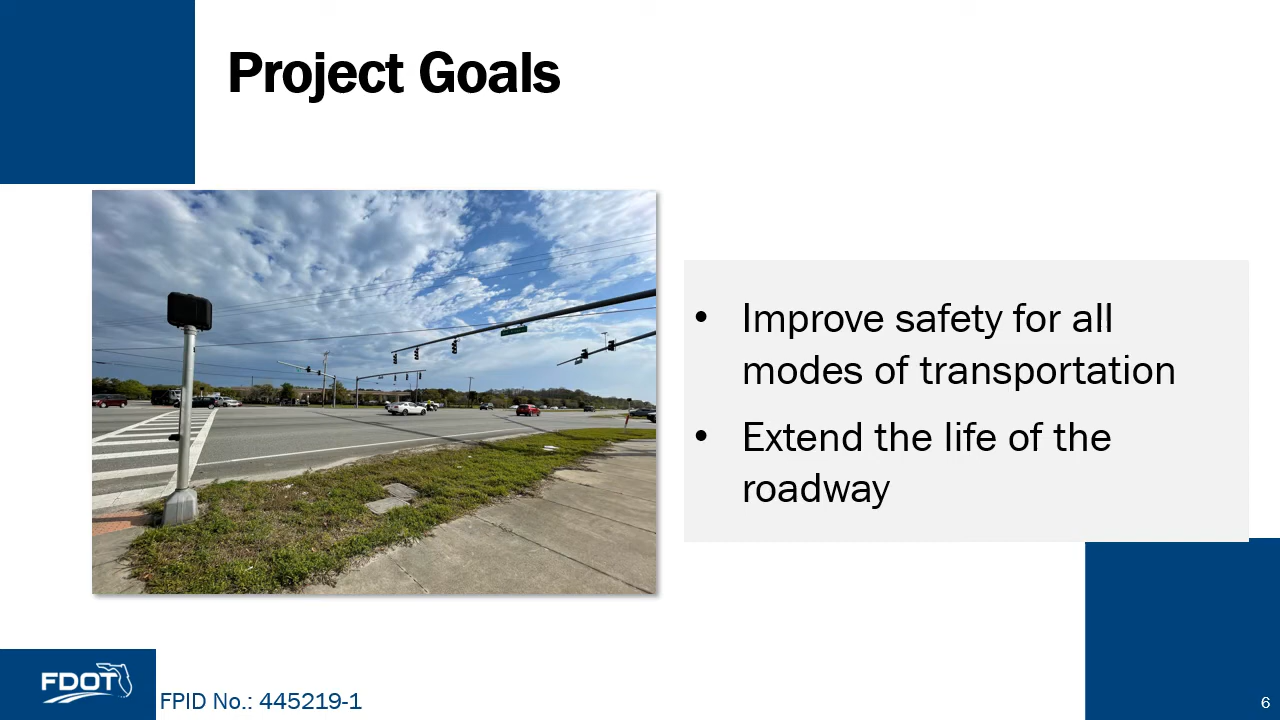 Project Goals
• Improve safety for all
modes of transportation
• Extend the life of the
roadway
FDOT
FPID No.: 445219-1
6